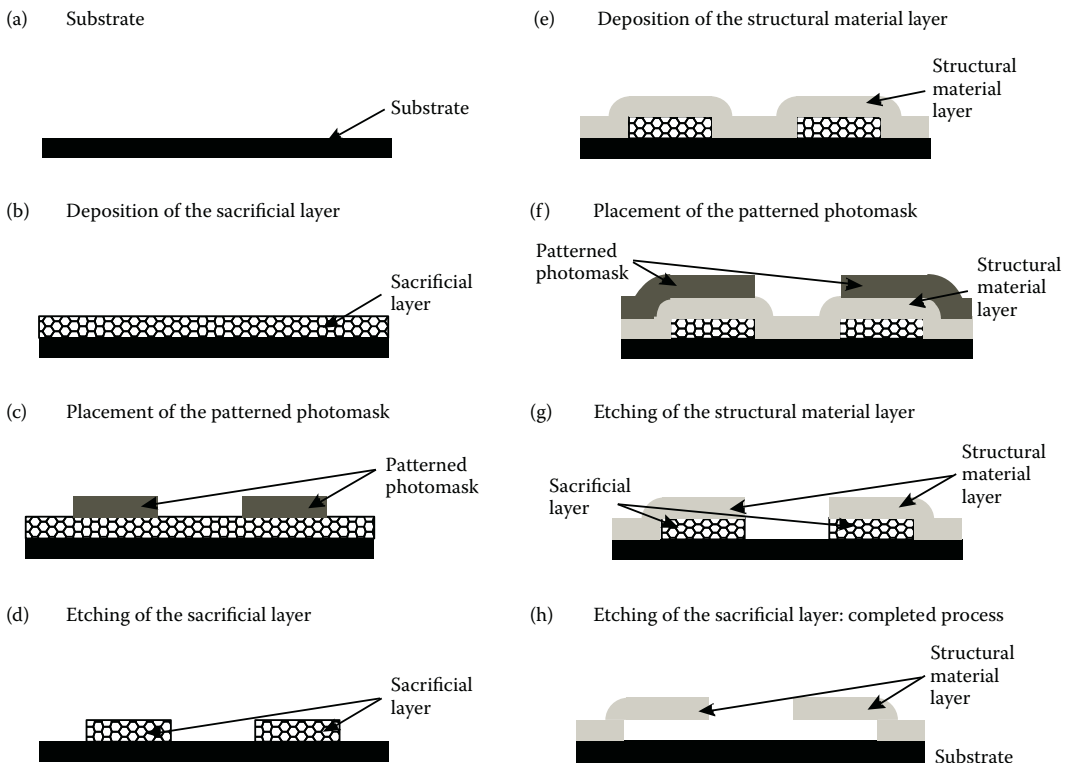 (a) Substrate
Substrate
(b) Deposition of the sacrificial layer
Sacrificial
layer
(c) Placement of the patterned photomask
Patterned
photomask
(d) Etching of the sacrificial layer
Sacrificial
layer
(e) Deposition of the structural material layer
Structural
material
layer
(f) Placement of the patterned photomask
Patterned
photomask
Structural
material
layer
(g) Etching of the structural material layer
Sacrificial
layer
Structural
material
layer
(h) Etching of the sacrificial layer: completed process
Structural
material
layer
Substrate